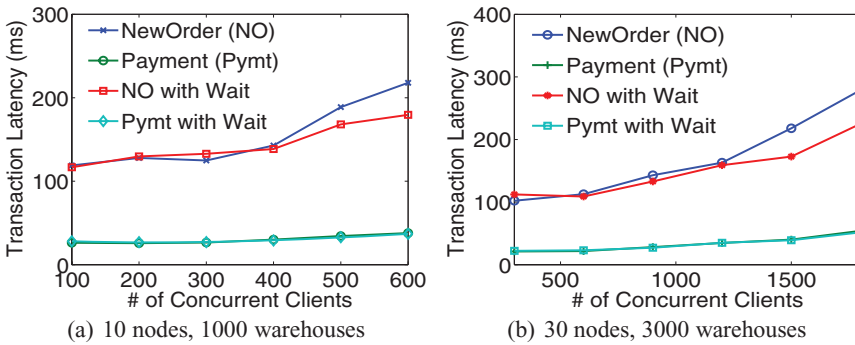 300
200
100
0
Transaction Latency (ms)
NewOrder (NO)
Payment (Pymt)
NO with Wait
Pymt with Wait
100 200 300 400 500 600
# of Concurrent Clients
(a) 10 nodes, 1000 warehouses
400
300
200
100
0
Transaction Latency (ms)
NewOrder (NO)
Payment (Pymt)
NO with Wait
Pymt with Wait
500 1000 1500
# of Concurrent Clients
(b) 30 nodes, 3000 warehouses